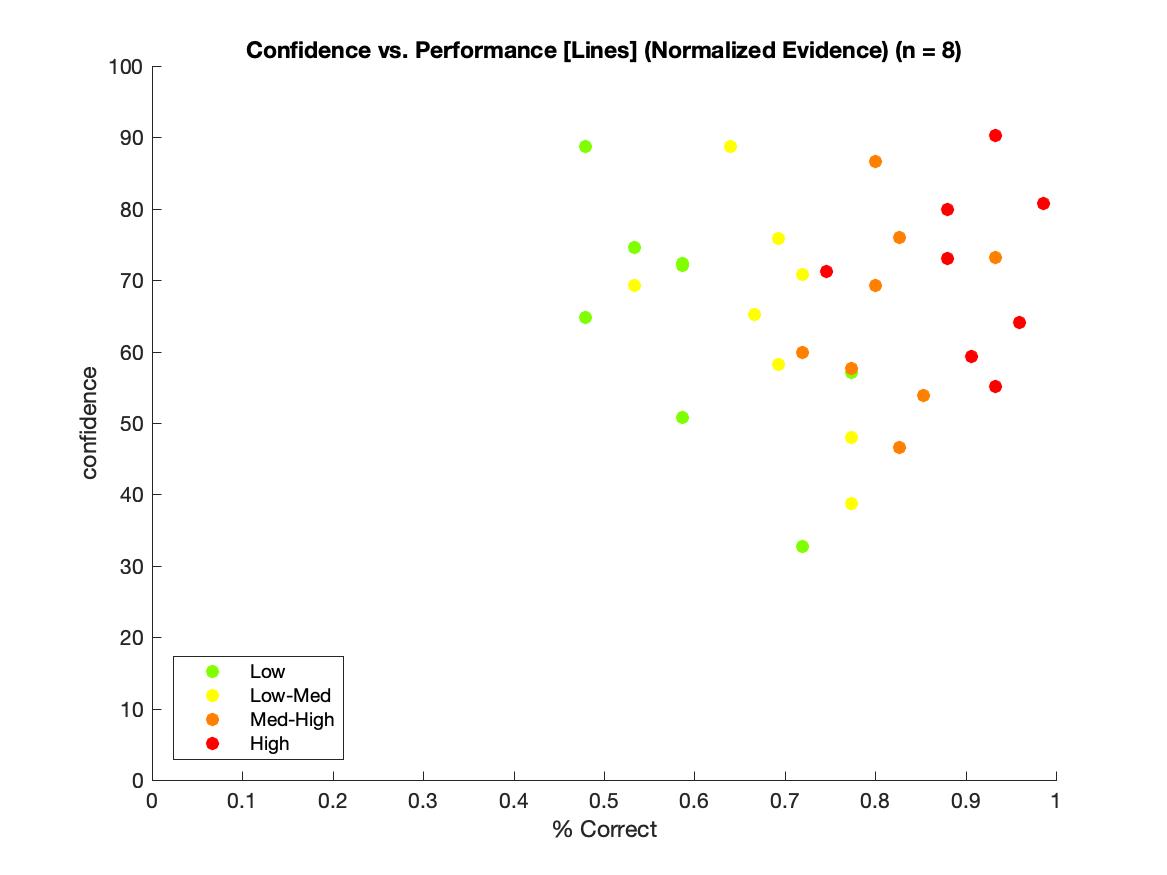 Confidence vs. Performance [Lines] (Normalized Evidence) (n = 8)
100
90
80
70
60
50
40
30
20
10
0
confidence
Low
Low-Med
Med-High
High
0 0.1 0.2 0.3 0.4 0.5 0.6 0.7 0.8 0.9 1
% Correct